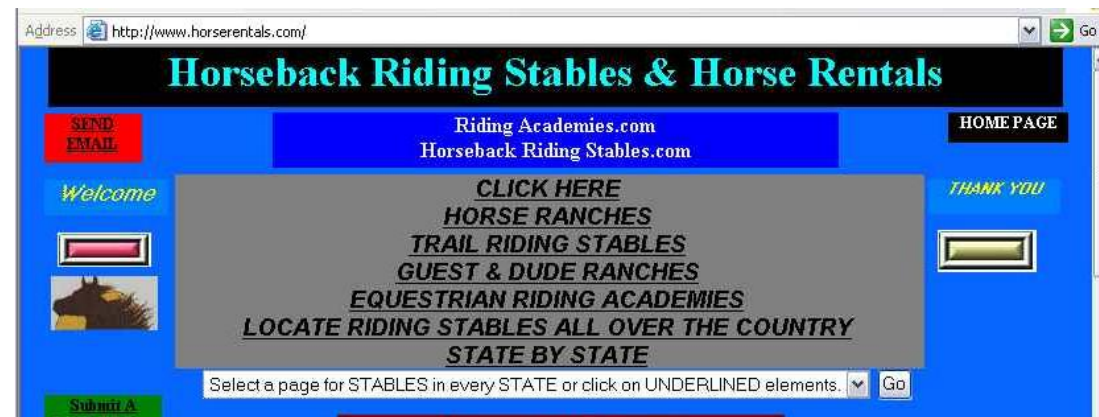 Address http://www.horserentals.com/ Go
Horseback Riding Stables & Horse Rentals
SEND
EMAIL
Riding Academies.com
Horseback Riding Stables.com
HOME PAGE
Welcome
CLICK HERE
HORSE RANCHES
TRAIL RIDING STABLES
GUEST & DUDE RANCHES
EQUESTRIAN RIDING ACADEMIES
LOCATE RIDING STABLES ALL OVER THE COUNTRY
STATE BY STATE
THANK YOU
Select a page for STABLES in every STATE or click on UNDERLINED elements. Go
Submit A